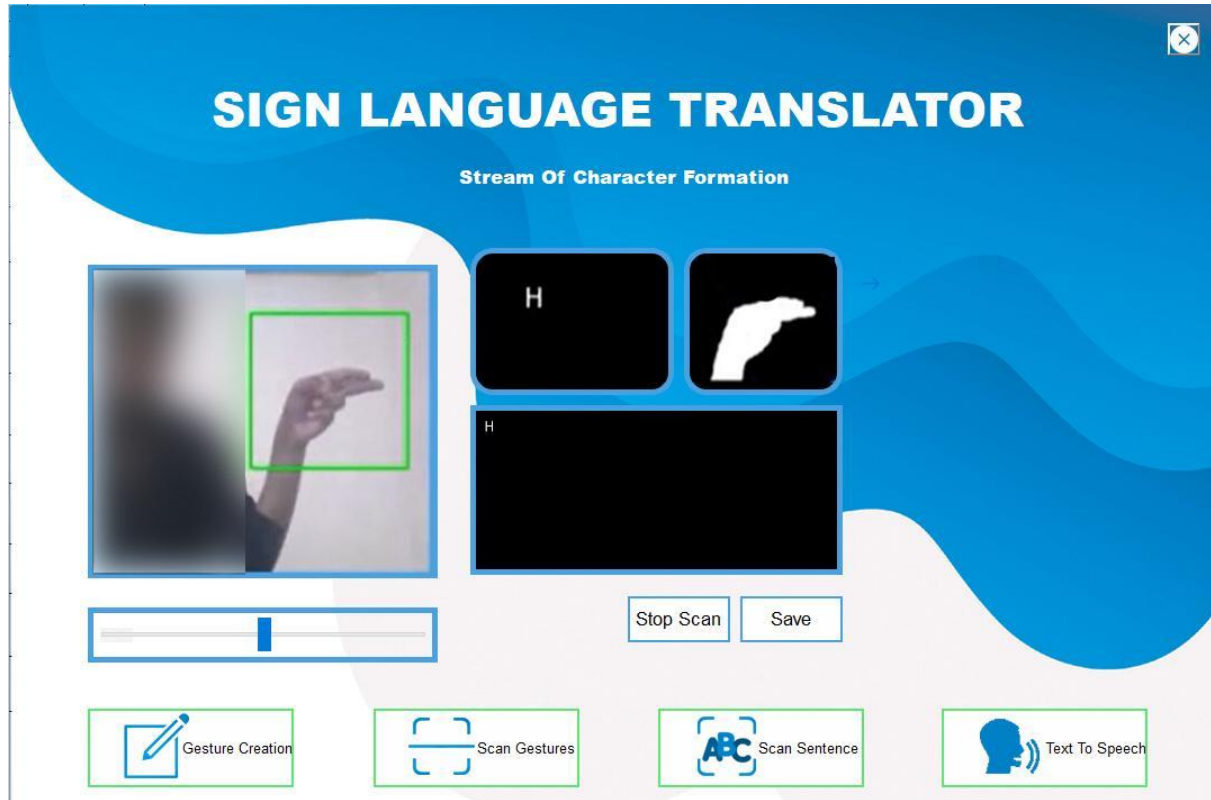 SIGN LANGUAGE TRANSLATOR
Stream Of Character Formation
H
H
Stop Scan
Save
Gesture Creation
Scan Gestures
ABC
Scan Sentence
Text To Speech